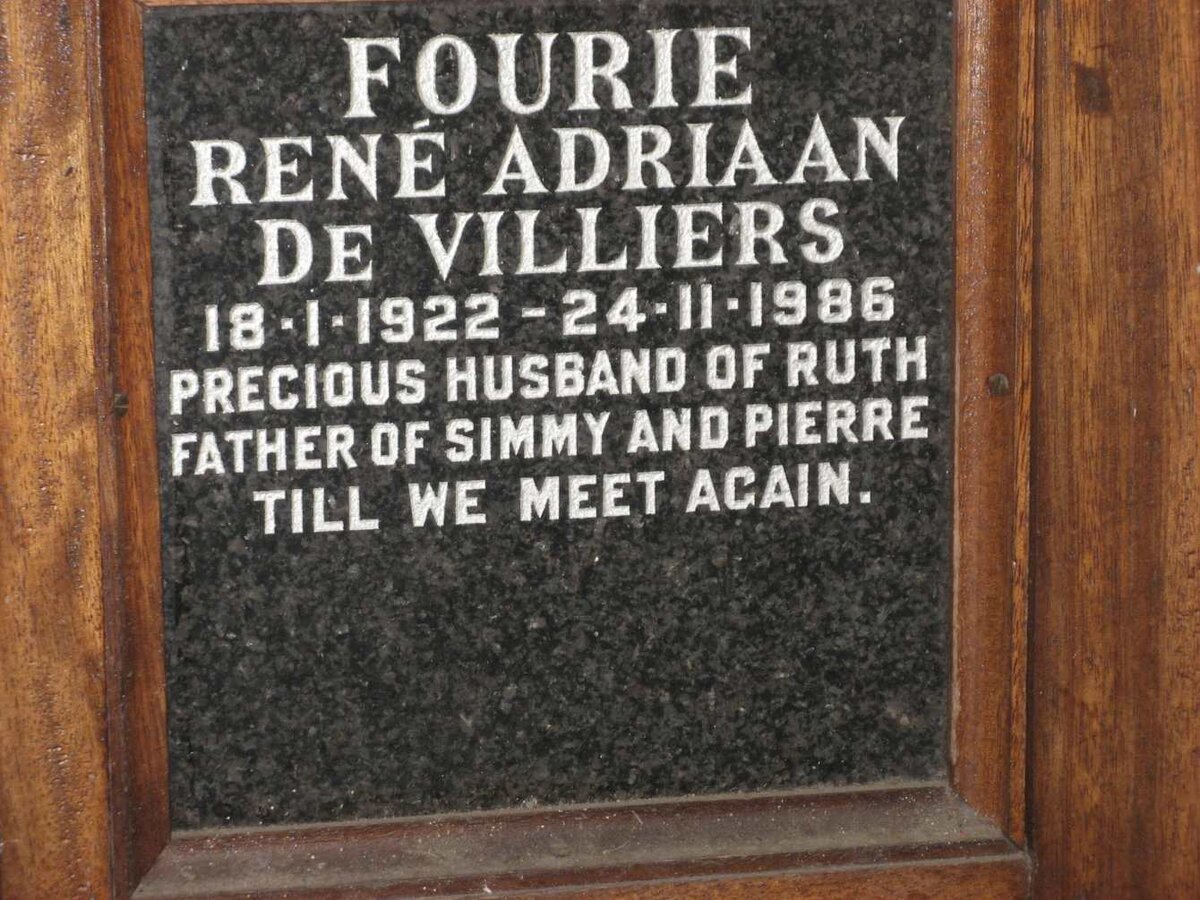 FOURIE
RENÉ ADRIAAN
DE VILLIERS
18·1·1922 - 24·11·1986
PRECIOUS HUSBAND OF RUTH
FATHER OF SIMMY AND PIERRE
TILL WE MEET AGAIN.